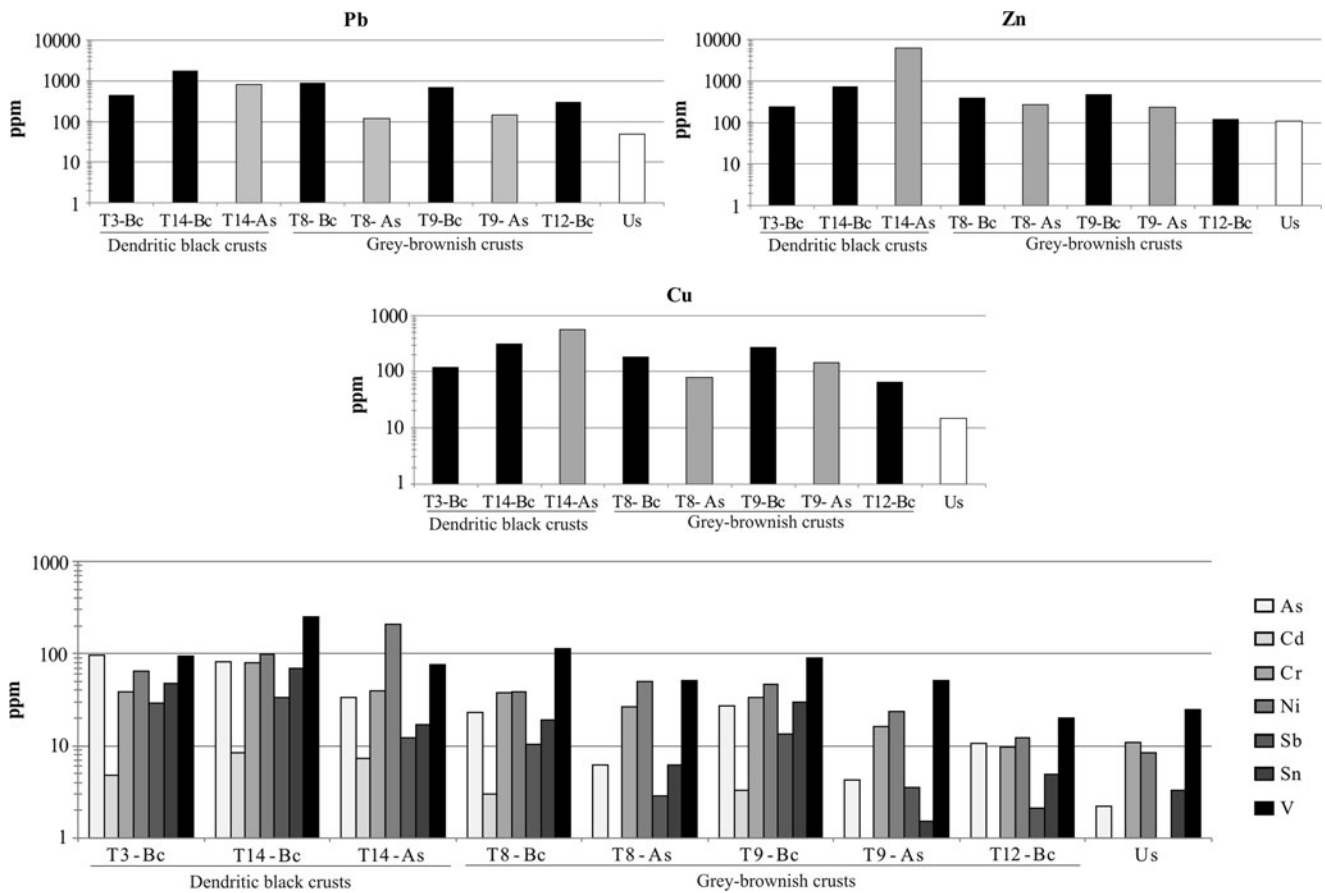 Pb
10000
1000
100
10
1
ppm
T3-Bc T14-Bc T14-As T8- Bc T8- As T9-Bc T9- As T12-Bc Us
Dendritic black crusts Grey-brownish crusts
Zn
10000
1000
100
10
1
ppm
T3-Bc T14-Bc T14-As T8- Bc T8- As T9-Bc T9- As T12-Bc Us
Dendritic black crusts Grey-brownish crusts
Cu
1000
100
10
1
ppm
T3-Bc T14-Bc T14-As T8- Bc T8- As T9-Bc T9- As T12-Bc Us
Dendritic black crusts Grey-brownish crusts
1000
100
10
1
ppm
T3-Bc T14-Bc T14-As T8-Bc T8-As T9-Bc T9-As T12-Bc Us
Dendritic black crusts Grey-brownish crusts
As
Cd
Cr
Ni
Sb
Sn
V